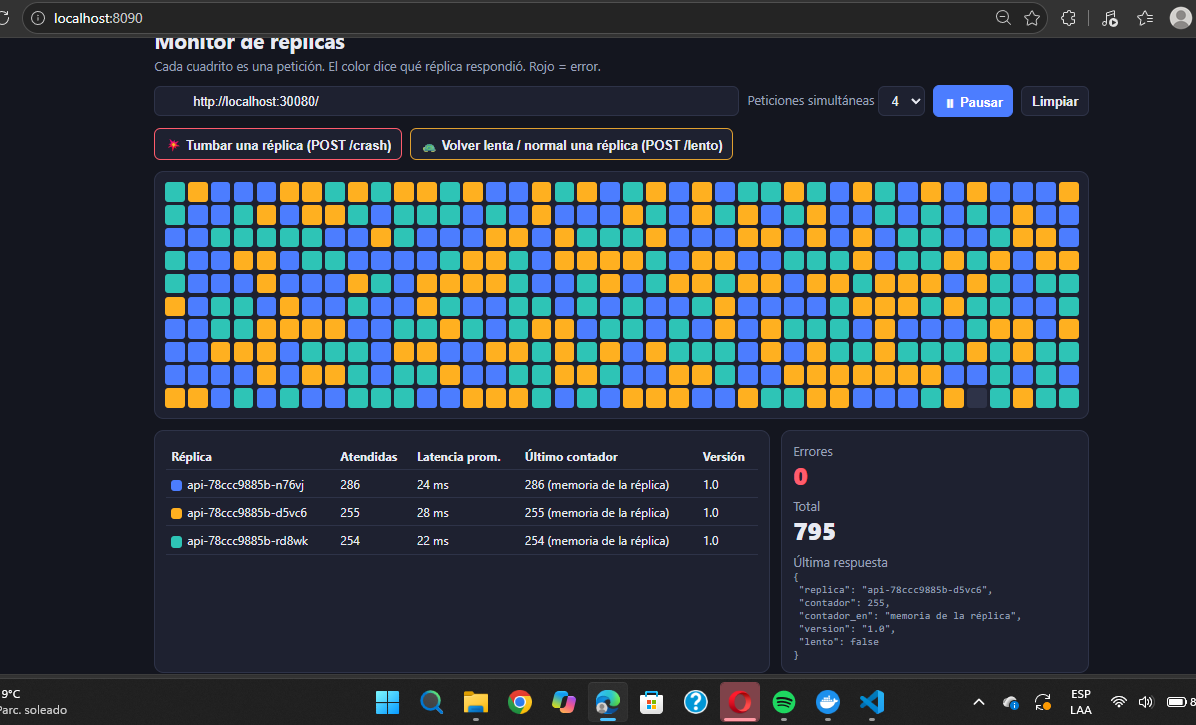 localhost:8090
Monitor de réplicas
Cada cuadrito es una petición. El color dice qué réplica respondió. Rojo = error.
http://localhost:30080/
Peticiones simultáneas 4 Pausar Limpiar
Tumbar una réplica (POST /crash) Volver lenta / normal una réplica (POST /lento)
Réplica Atendidas Latencia prom. Último contador Versión
api-78ccc9885b-n76vj 286 24 ms 286 (memoria de la réplica) 1.0
api-78ccc9885b-d5vc6 255 28 ms 255 (memoria de la réplica) 1.0
api-78ccc9885b-rd8wk 254 22 ms 254 (memoria de la réplica) 1.0
Errores
0
Total
795
Última respuesta
{
"replica": "api-78ccc9885b-d5vc6",
"contador": 255,
"contador_en": "memoria de la réplica",
"version": "1.0",
"lento": false
}
9°C
Parc. soleado
ESP
LAA
8